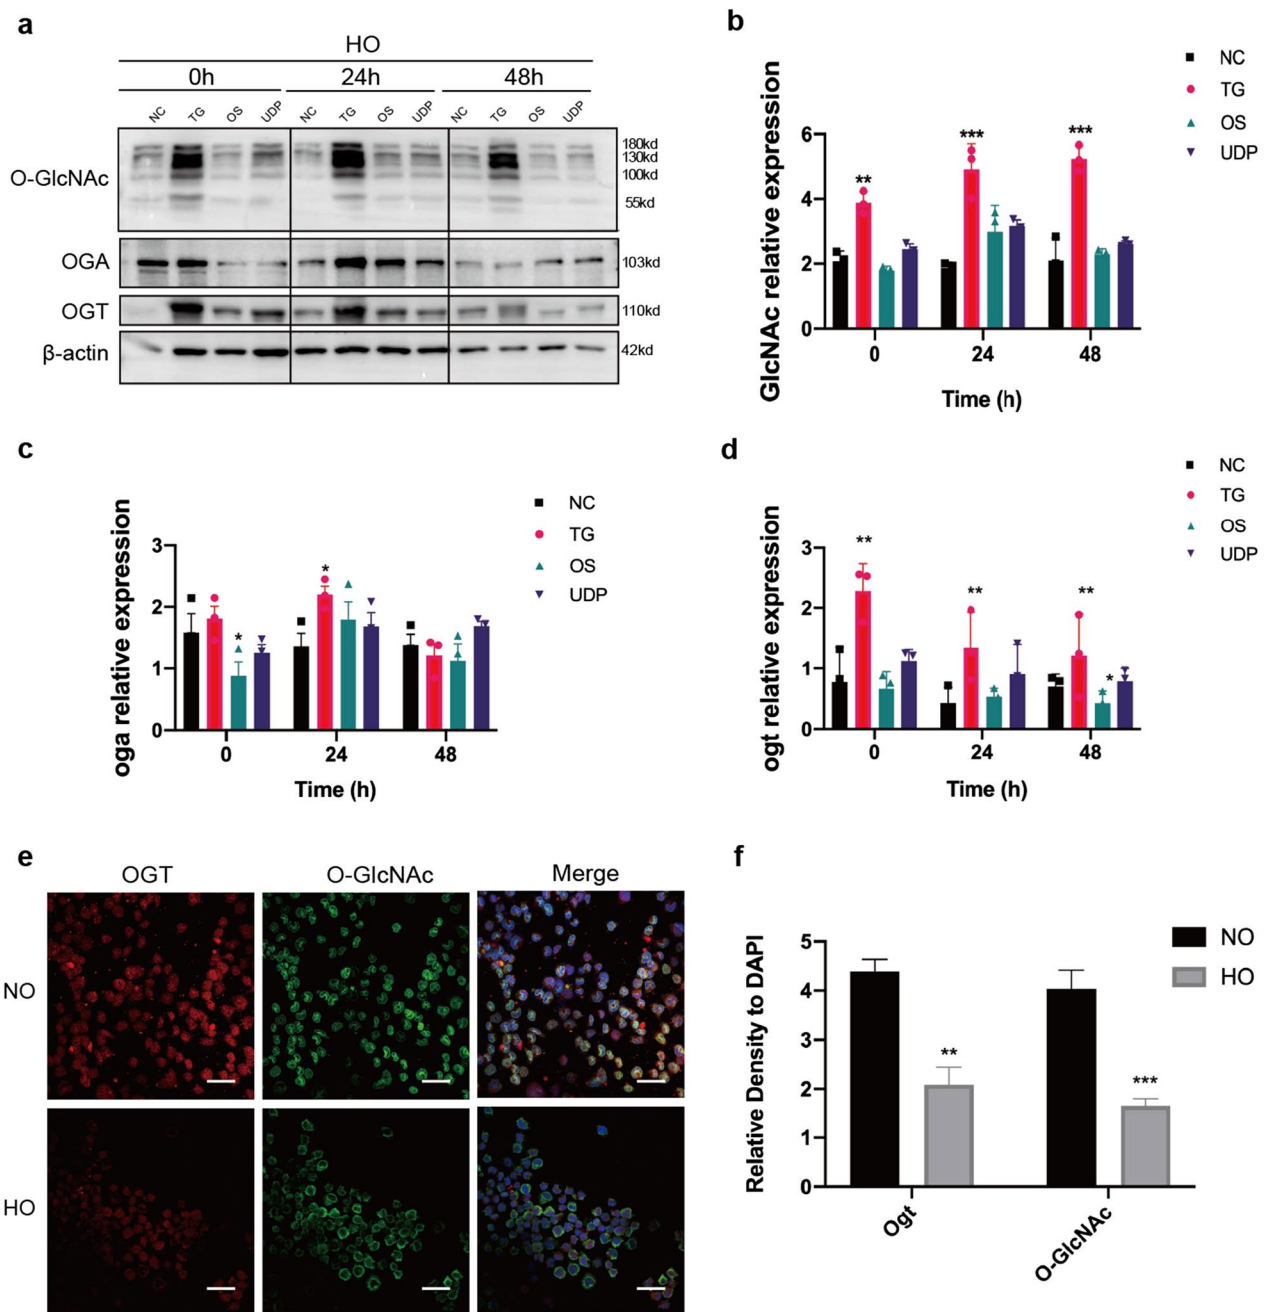 a
HO
0h 24h 48h
NC TG OS UDP NC TG OS UDP NC TG OS UDP
O-GlcNAc
180kd
130kd
100kd
55kd
OGA
103kd
OGT
110kd
β-actin
42kd
b
GlcNAc relative expression
6
4
2
0
** *** ***
0 24 48
Time (h)
NC
TG
OS
UDP
c
oga relative expression
3
2
1
0
* *
0 24 48
Time (h)
NC
TG
OS
UDP
d
ogt relative expression
3
2
1
0
** ** ** *
0 24 48
Time (h)
NC
TG
OS
UDP
e
OGT O-GlcNAc Merge
NO
HO
f
Relative Density to DAPI
5
4
3
2
1
0
** ***
Ogt O-GlcNAc
NO
HO